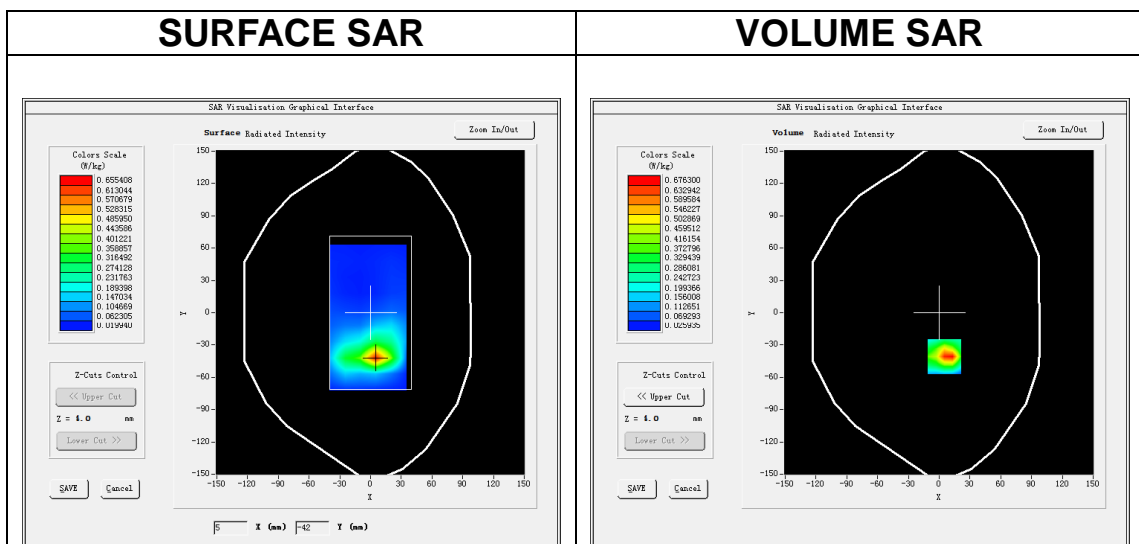 SURFACE SAR
VOLUME SAR
SAR Visualisation Graphical Interface
Surface Radiated Intensity
Zoom In/Out
Colors Scale
(W/kg)
0.655408
0.613044
0.570679
0.528315
0.485950
0.443586
0.401221
0.358857
0.316492
0.274128
0.231763
0.189398
0.147034
0.104669
0.062305
0.019940
Z-Cuts Control
<< Upper Cut
Z = 4.0 mm
Lower Cut >>
SAVE
Cancel
150
120
90
60
30
0
-30
-60
-90
-120
-150
Y
-150 -120 -90 -60 -30 0 30 60 90 120 150
X
5 X (mm) -42 Y (mm)
SAR Visualisation Graphical Interface
Volume Radiated Intensity
Zoom In/Out
Colors Scale
(W/kg)
0.676300
0.632942
0.589584
0.546227
0.502869
0.459512
0.416154
0.372796
0.329439
0.286081
0.242723
0.199366
0.156008
0.112651
0.069293
0.025935
Z-Cuts Control
<< Upper Cut
Z = 4.0 mm
Lower Cut >>
SAVE
Cancel
150
120
90
60
30
0
-30
-60
-90
-120
-150
Y
-150 -120 -90 -60 -30 0 30 60 90 120 150
X